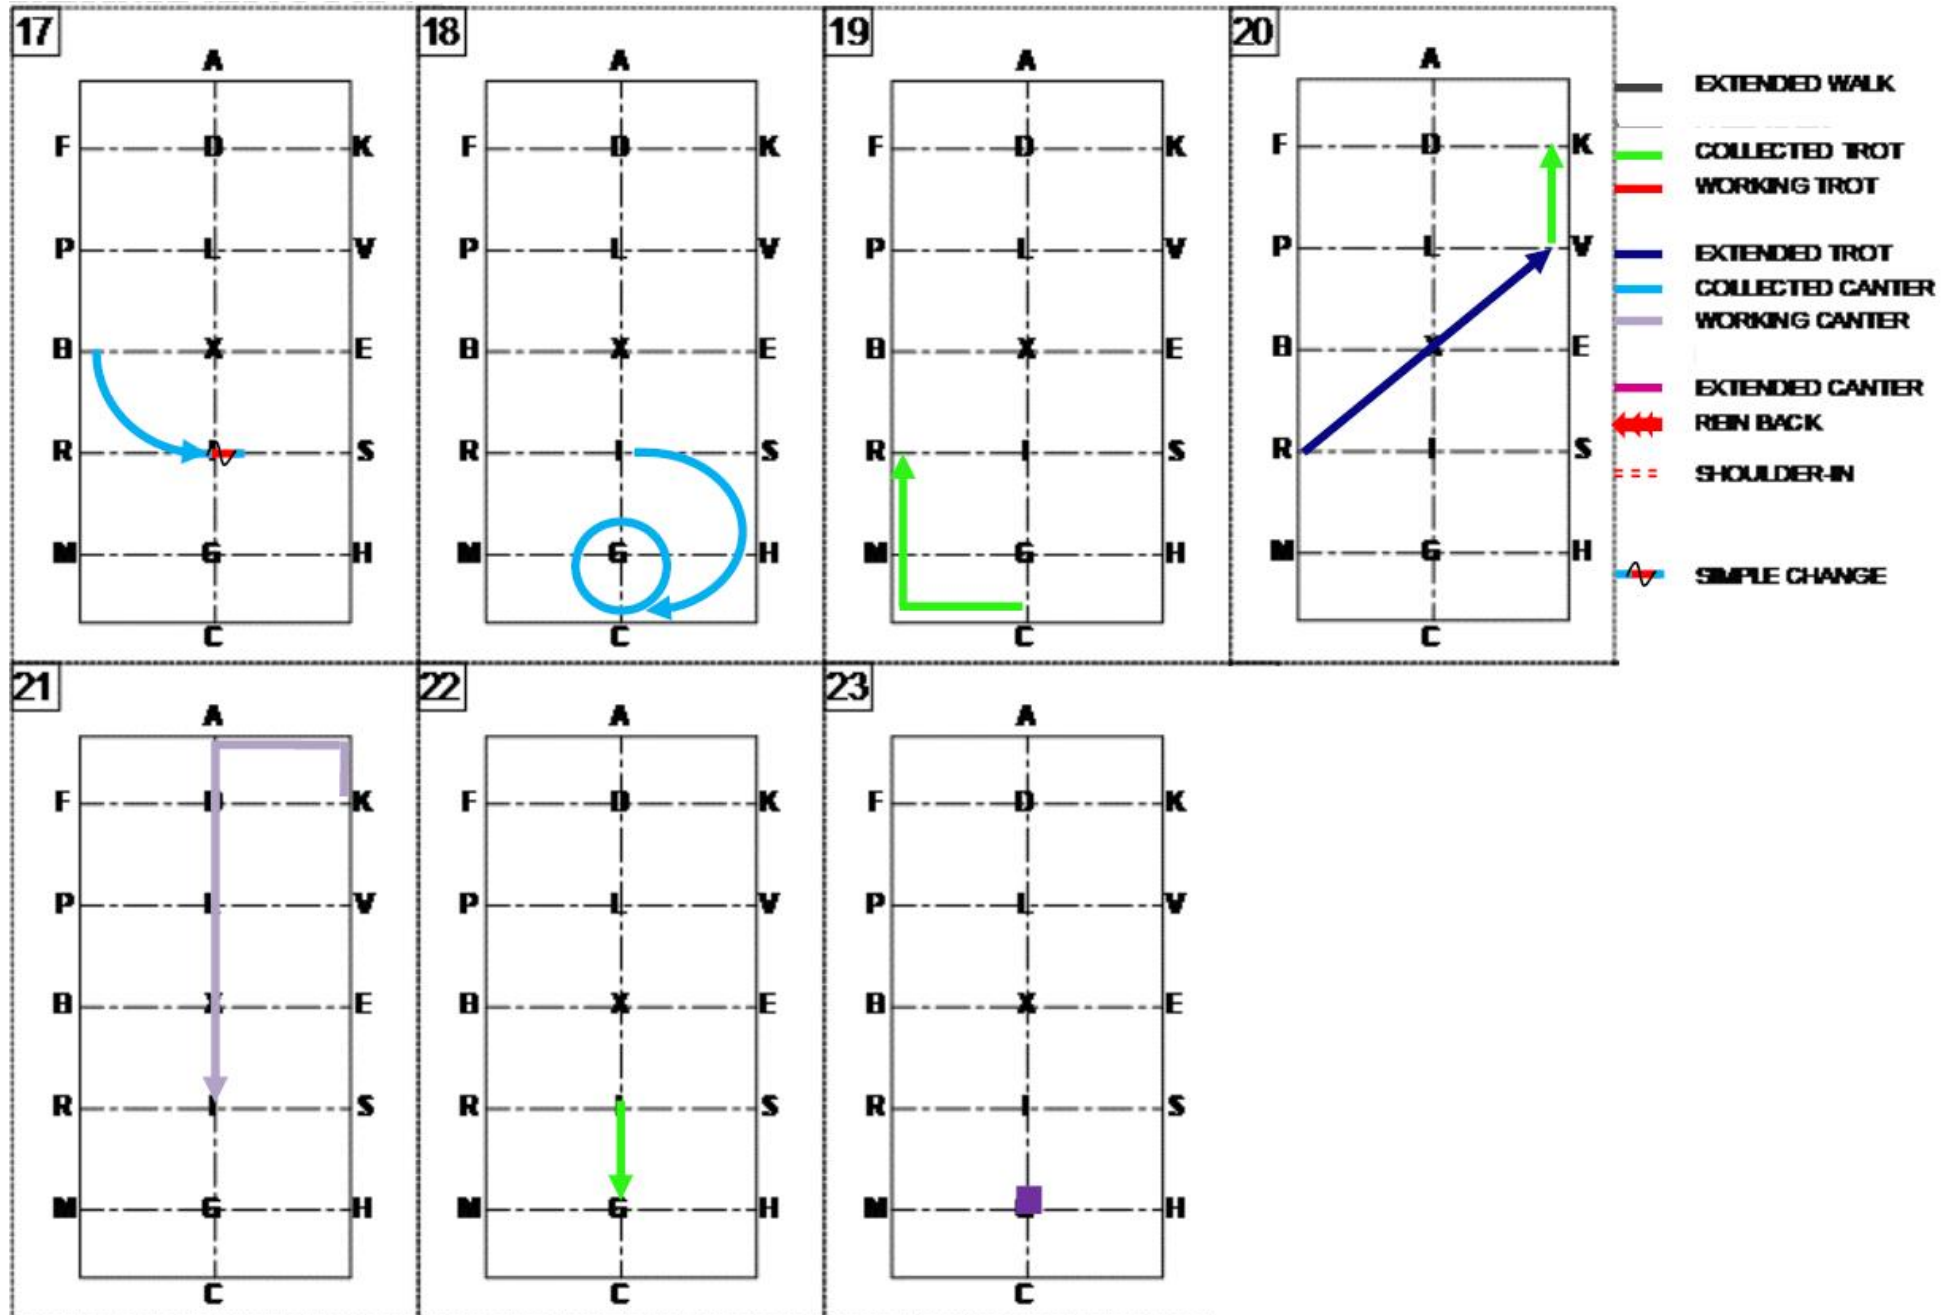 17
A
F D K
P L V
B X E
R S
M G H
C
18
A
F D K
P L V
B X E
R I S
M G H
C
19
A
F D K
P L V
B X E
R I S
M G H
C
20
A
F D K
P L V
B X E
R I S
M G H
C
EXTENDED WALK
COLLECTED TROT
WORKING TROT
EXTENDED TROT
COLLECTED CANTER
WORKING CANTER
EXTENDED CANTER
REIN BACK
SHOULDER-IN
SIMPLE CHANGE
21
A
F D K
P V
B X E
R I S
M G H
C
22
A
F D K
P L V
B X E
R I S
M G H
C
23
A
F D K
P L V
B X E
R I S
M H
C